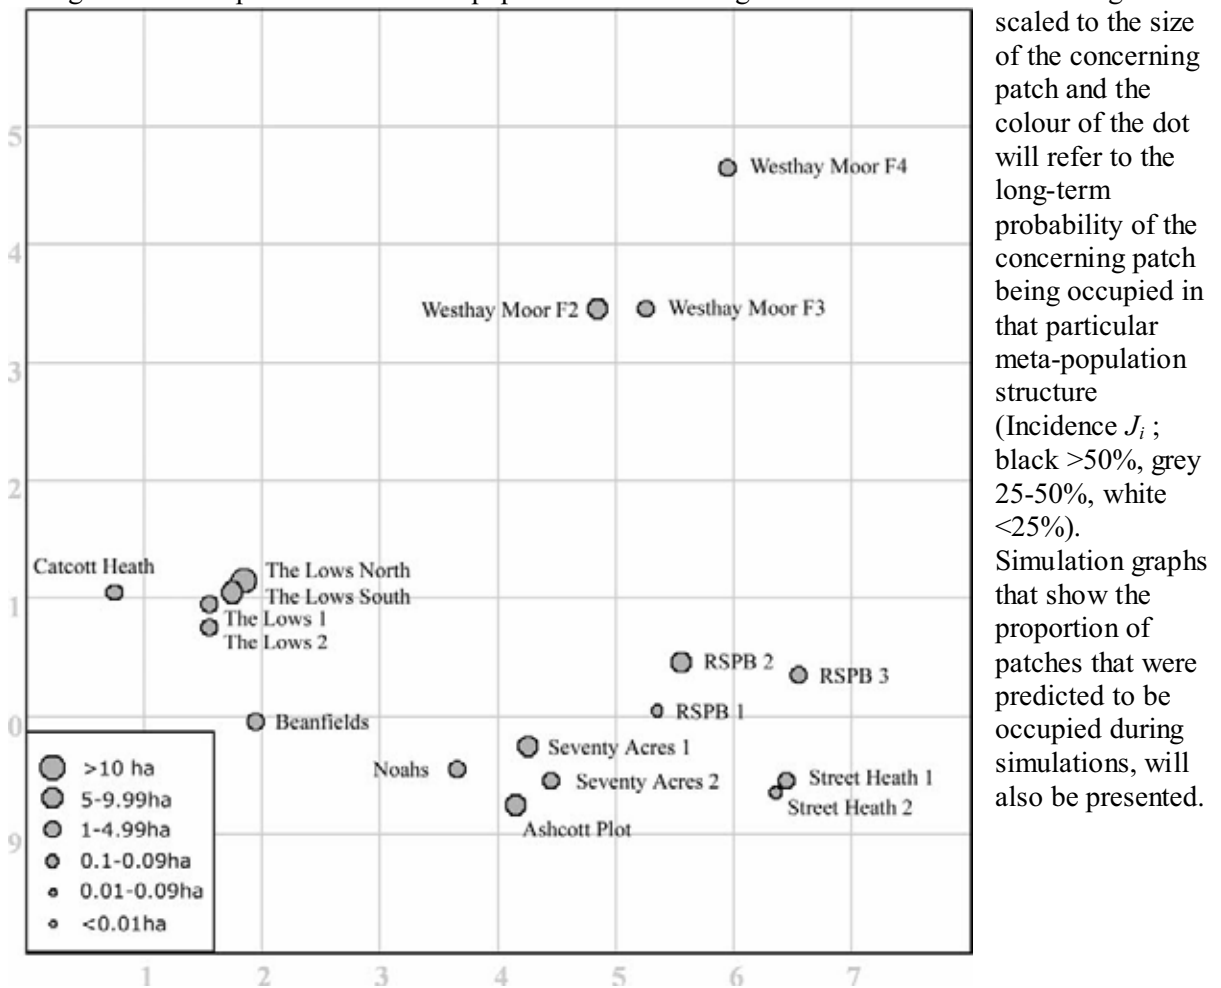 scaled to the size
of the concerning
patch and the
colour of the dot
will refer to the
long-term
probability of the
concerning patch
being occupied in
that particular
meta-population
structure
(Incidence Ji ;
black >50%, grey
25-50%, white
<25%).
Simulation graphs
that show the
proportion of
patches that were
predicted to be
occupied during
simulations, will
also be presented.
5
Westhay Moor F4
4
Westhay Moor F2
Westhay Moor F3
3
2
Catcott Heath
The Lows North
The Lows South
1
The Lows 1
The Lows 2
RSPB 2
RSPB 3
RSPB 1
0
Beanfields
Seventy Acres 1
Noahs
Seventy Acres 2
Street Heath 1
Street Heath 2
Ashcott Plot
9
>10 ha
5-9.99ha
1-4.99ha
0.1-0.09ha
0.01-0.09ha
<0.01ha
1 2 3 4 5 6 7